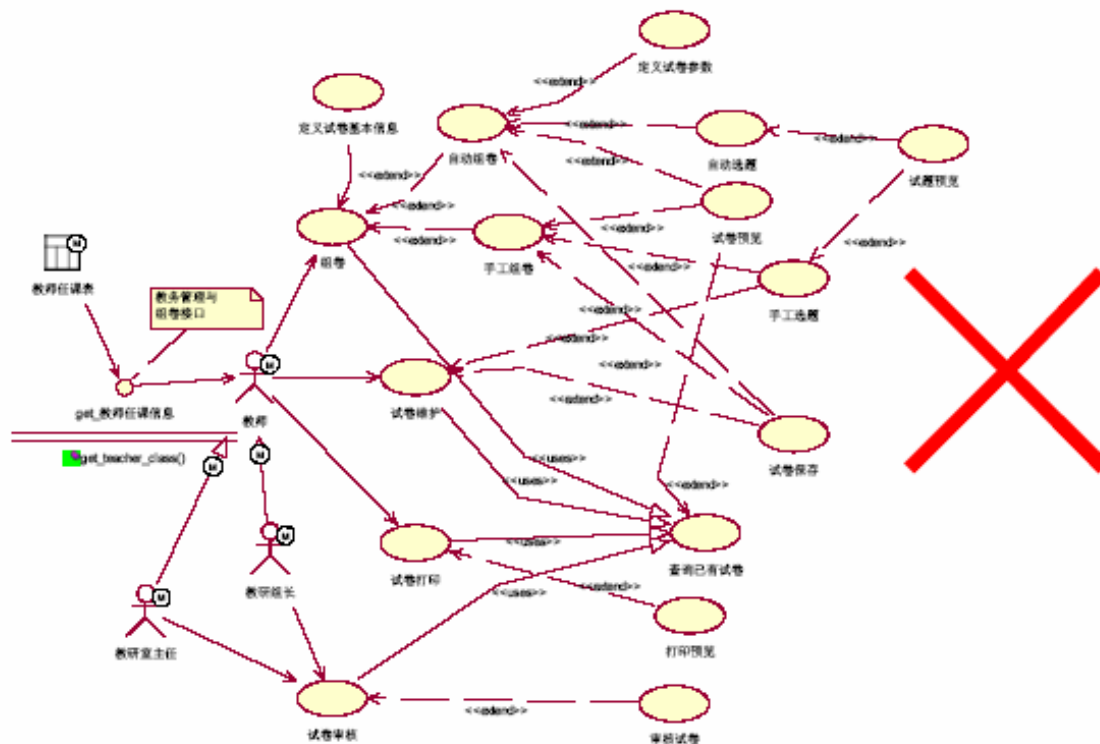 定义试卷参数
<<extend>>
定义试卷基本信息
<<extend>>
自动组卷
自动选题
<<extend>>
试题预览
<<extend>>
<<extend>>
<<extend>>
<<extend>>
<<extend>>
试卷预览
<<extend>>
组卷
手工组卷
<<extend>>
手工选题
教师任课表
教务管理与
组卷接口
<<extend>>
<<extend>>
<<extend>>
get_教师任课信息
教师
试卷维护
get_teacher_class()
<<uses>>
<<uses>>
<<extend>>
试卷保存
M
M
M
M
M
<<uses>>
<<extend>>
<<uses>>
查询已有试卷
试卷打印
教研组长
教研室主任
打印预览
<<extend>>
试卷审核
审核试卷